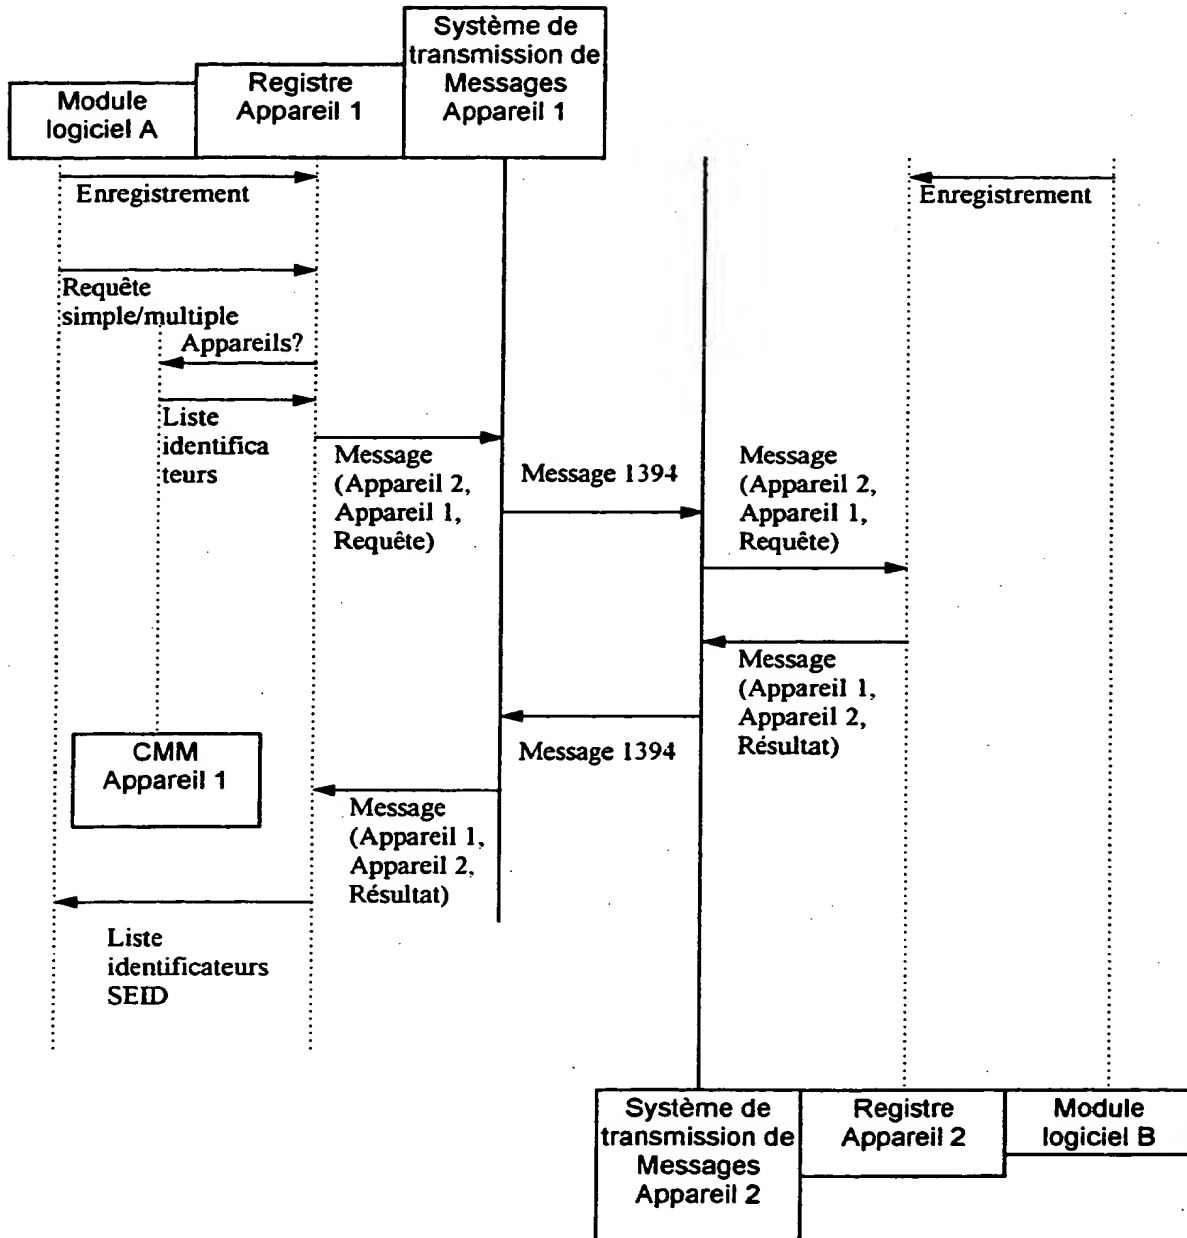 Système de
transmission de
Messages
Appareil 1
Registre
Appareil 1
Module
logiciel A
Enregistrement
Enregistrement
Requête
simple/multiple
Appareils?
Liste
identifica
teurs
Message
(Appareil 2,
Appareil 1,
Requête)
Message 1394
Message
(Appareil 2,
Appareil 1,
Requête)
Message
(Appareil 1,
Appareil 2,
Résultat)
Message 1394
CMM
Appareil 1
Message
(Appareil 1,
Appareil 2,
Résultat)
Liste
identificateurs
SEID
Système de
transmission de
Messages
Appareil 2
Registre
Appareil 2
Module
logiciel B